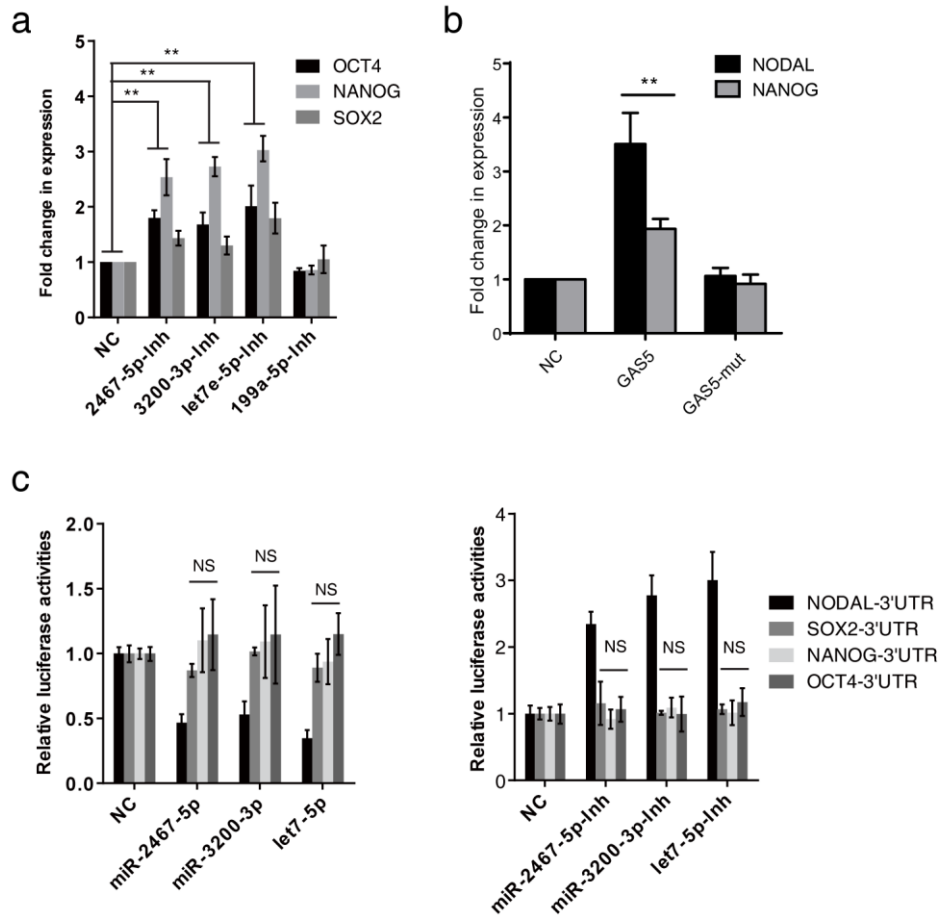 a
Fold change in expression
5
4
3
2
1
0
**
**
**
OCT4
NANOG
SOX2
NC
2467-5p-Inh
3200-3p-Inh
let7e-5p-Inh
199a-5p-Inh
b
Fold change in expression
5
4
3
2
1
0
**
NODAL
NANOG
NC
GAS5
GAS5-mut
c
Relative luciferase activities
2.0
1.5
1.0
0.5
0.0
NS
NS
NS
NC
miR-2467-5p
miR-3200-3p
let7-5p
Relative luciferase activities
4
3
2
1
0
NS
NS
NS
NC
miR-2467-5p-Inh
miR-3200-3p-Inh
let7-5p-Inh
NODAL-3'UTR
SOX2-3'UTR
NANOG-3'UTR
OCT4-3'UTR